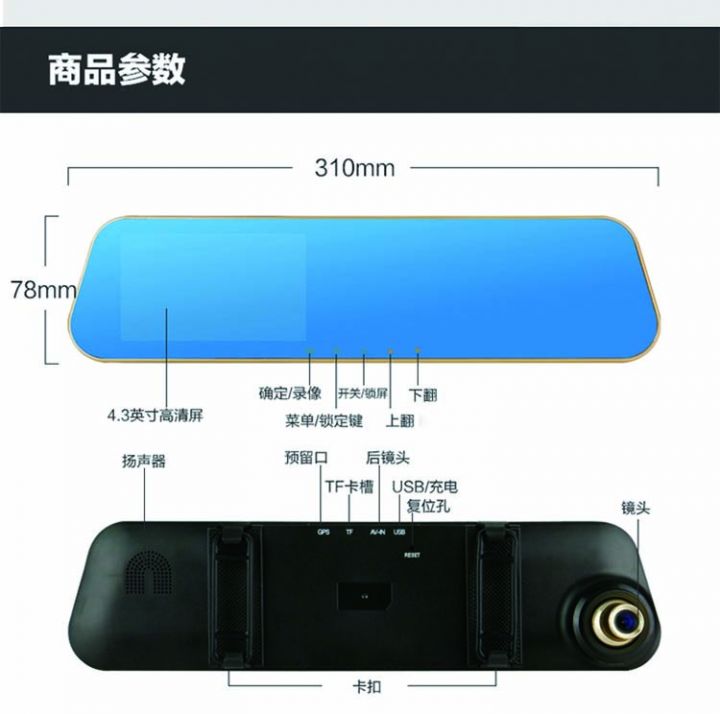 商品参数
310mm
78mm
确定/录像
开关/锁屏
下翻
4.3英寸高清屏
菜单/锁定键
上翻
扬声器
预留口
后镜头
TF卡槽
USB/充电
复位孔
镜头
GPS
TF
AV-IN
USB
RESET
卡扣